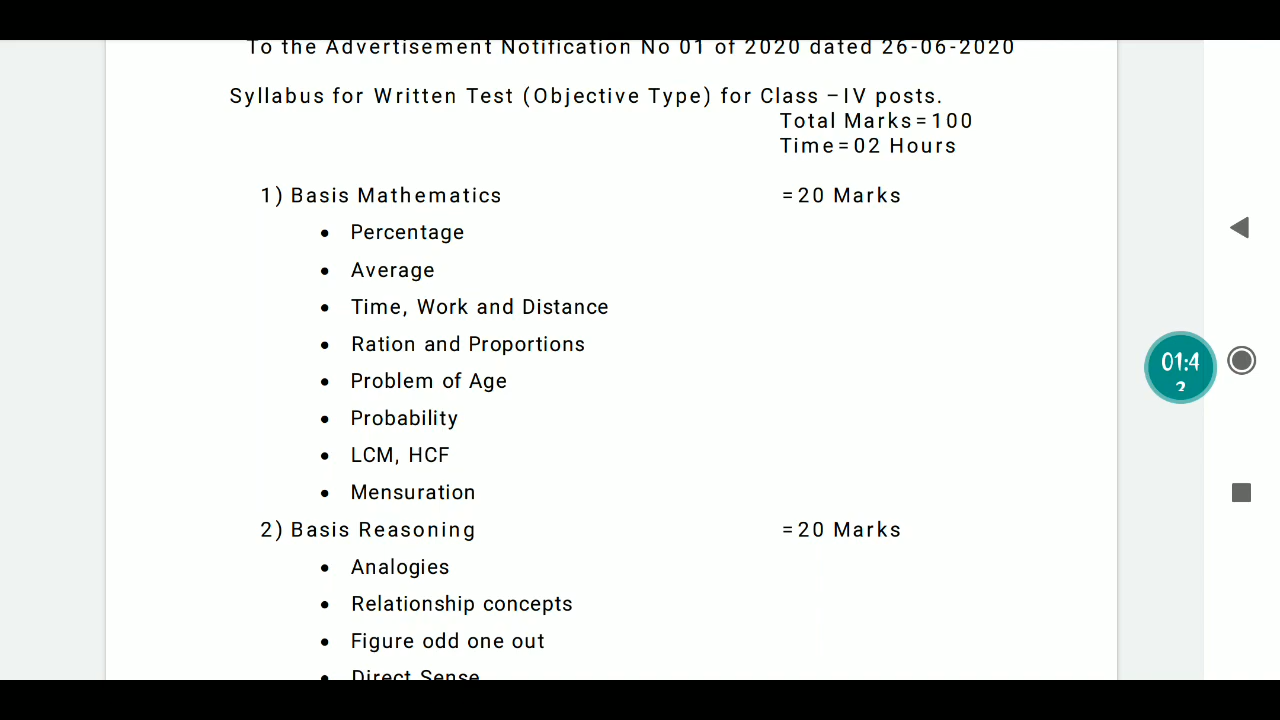 To the Advertisement Notification No 01 of 2020 dated 26-06-2020
Syllabus for Written Test (Objective Type) for Class –IV posts.
Total Marks=100
Time=02 Hours
1) Basis Mathematics =20 Marks
• Percentage
• Average
• Time, Work and Distance
• Ration and Proportions
• Problem of Age
• Probability
• LCM, HCF
• Mensuration
2) Basis Reasoning =20 Marks
• Analogies
• Relationship concepts
• Figure odd one out
• Direct Sense
01:4